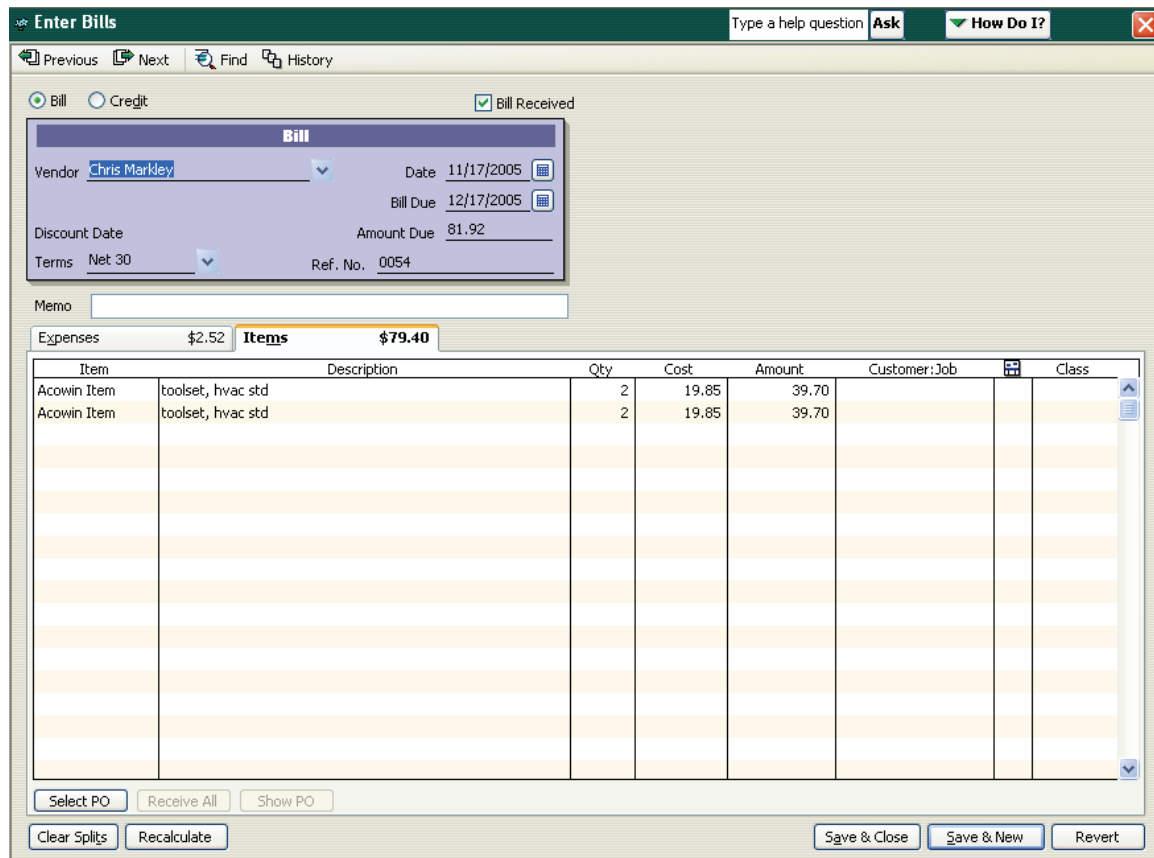 Enter Bills Type a help question Ask How Do I?
Previous Next Find History
Bill Credit Bill Received
Bill
Vendor Chris Markley Date 11/17/2005
Bill Due 12/17/2005
Discount Date Amount Due 81.92
Terms Net 30 Ref. No. 0054
Memo
Expenses $2.52 Items $79.40
Item Description Qty Cost Amount Customer:Job Class
Acowin Item toolset, hvac std 2 19.85 39.70
Acowin Item toolset, hvac std 2 19.85 39.70
Select PO Receive All Show PO
Clear Splits Recalculate Save & Close Save & New Revert